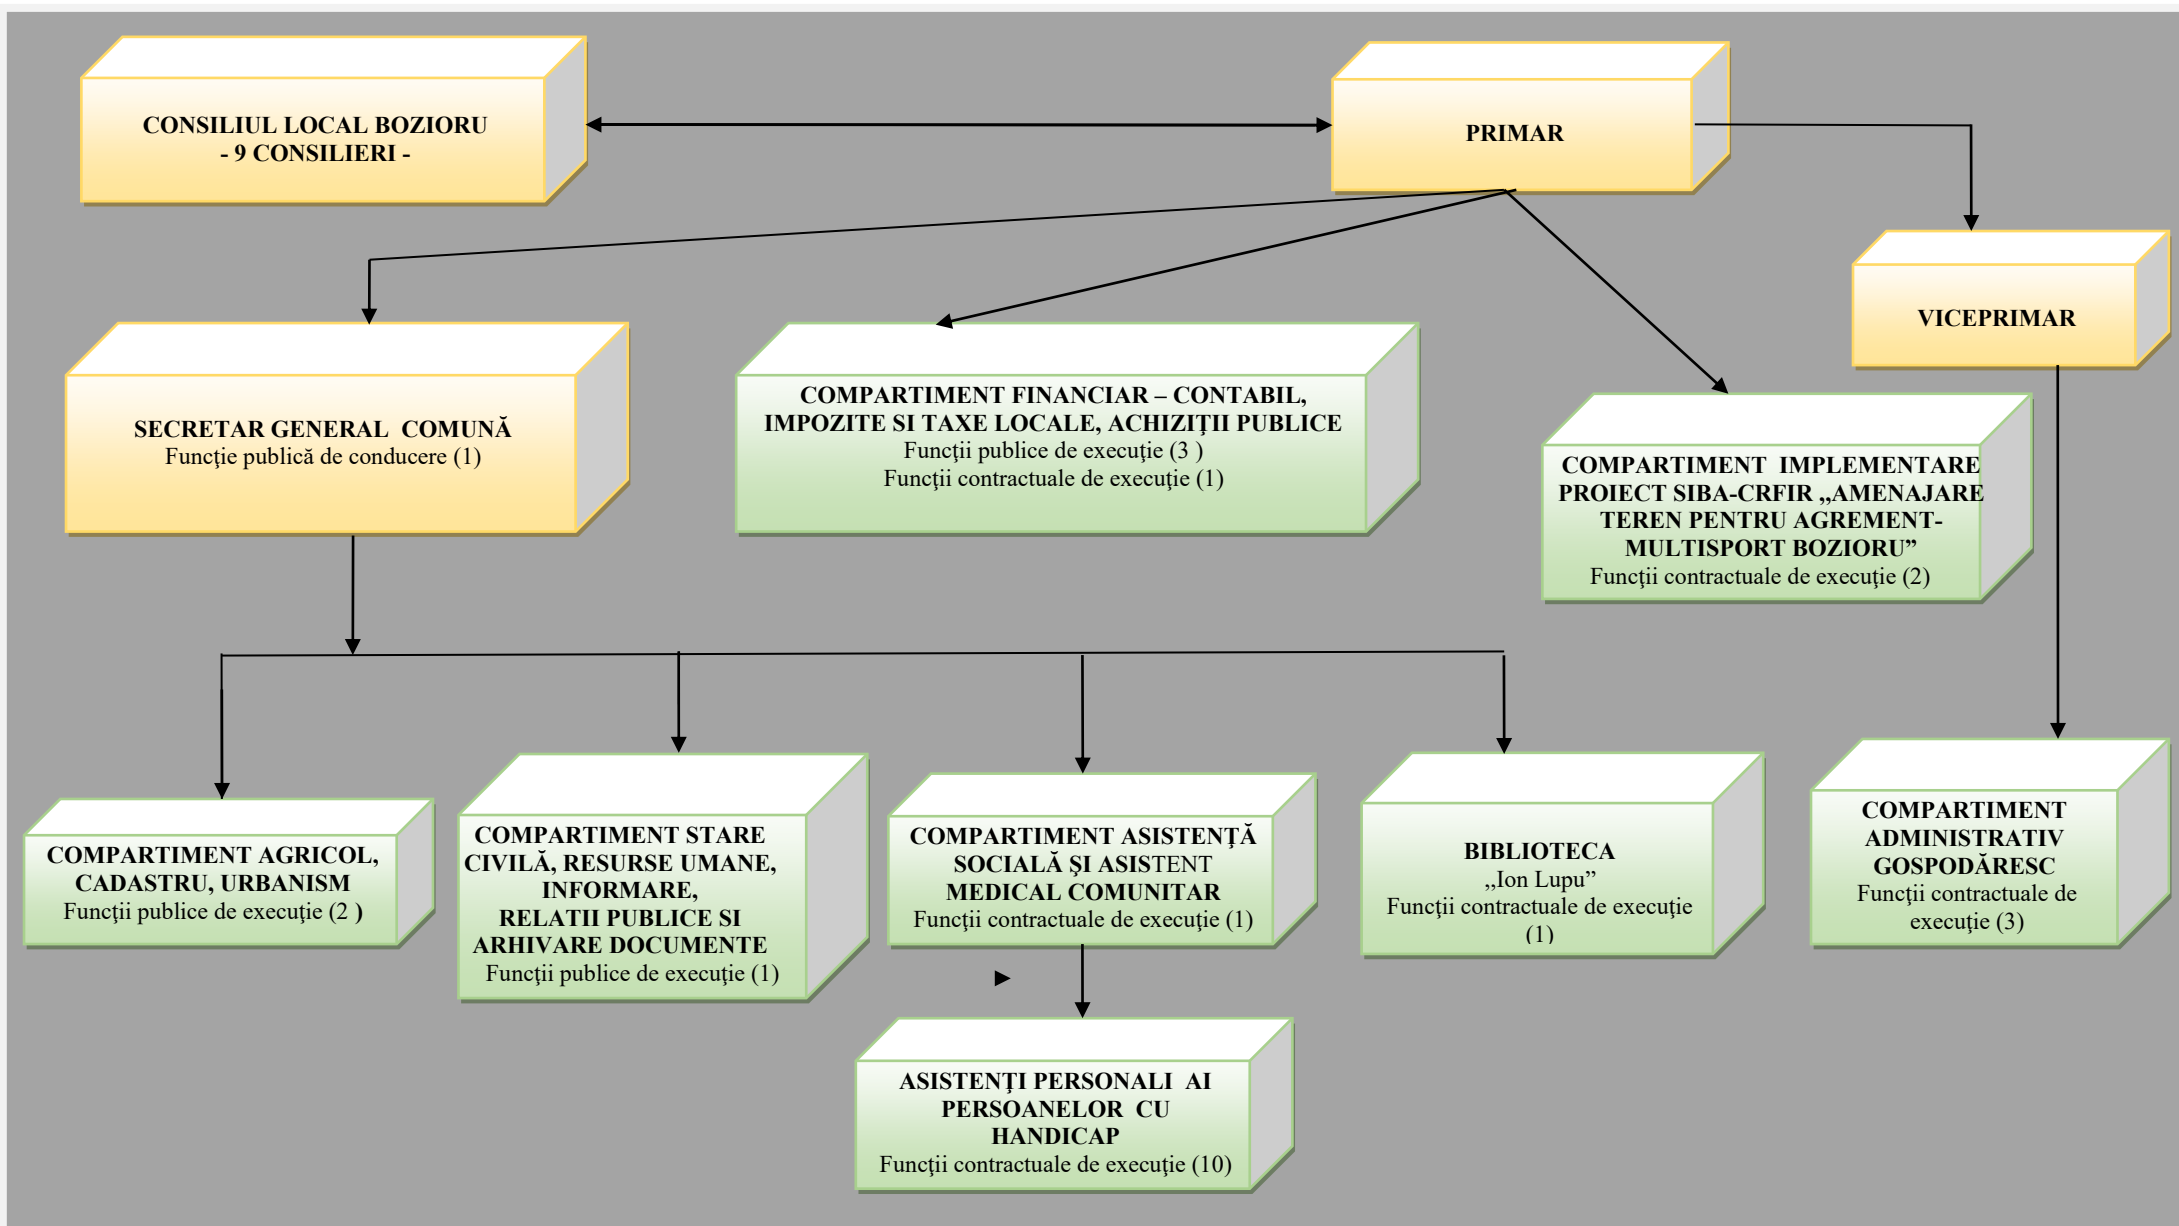 CONSILIUL LOCAL BOZIORU
- 9 CONSILIERI -
PRIMAR
VICEPRIMAR
SECRETAR GENERAL  COMUNĂ
Funcţie publică de conducere (1)
COMPARTIMENT FINANCIAR – CONTABIL,
IMPOZITE SI TAXE LOCALE, ACHIZIŢII PUBLICE
Funcţii publice de execuţie (3 )
Funcţii contractuale de execuţie (1)
COMPARTIMENT  IMPLEMENTARE
PROIECT SIBA-CRFIR „AMENAJARE
TEREN PENTRU AGREMENT-
MULTISPORT BOZIORU”
Funcţii contractuale de execuţie (2)
COMPARTIMENT AGRICOL,
CADASTRU, URBANISM
Funcţii publice de execuţie (2 )
COMPARTIMENT STARE
CIVILĂ, RESURSE UMANE,
INFORMARE,
RELATII PUBLICE SI
ARHIVARE DOCUMENTE
Funcţii publice de execuţie (1)
COMPARTIMENT ASISTENŢĂ
SOCIALĂ ŞI ASISTENT
MEDICAL COMUNITAR
Funcţii contractuale de execuţie (1)
BIBLIOTECA
„Ion Lupu”
Funcţii contractuale de execuţie
(1)
COMPARTIMENT
ADMINISTRATIV
GOSPODĂRESC
Funcţii contractuale de
execuţie (3)
ASISTENŢI PERSONALI  AI
PERSOANELOR  CU
HANDICAP
Funcţii contractuale de execuţie (10)